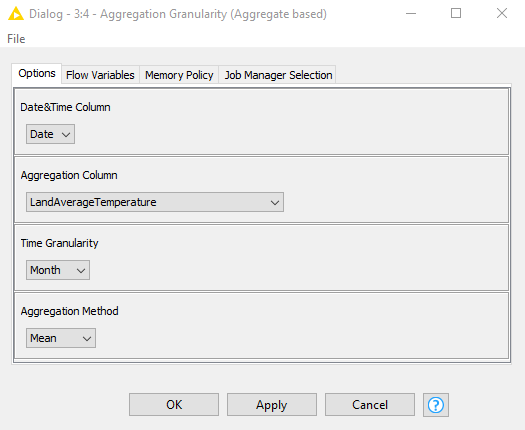 Dialog - 3:4 - Aggregation Granularity (Aggregate based)
File
Options Flow Variables Memory Policy Job Manager Selection
Date&Time Column
Date
Aggregation Column
LandAverageTemperature
Time Granularity
Month
Aggregation Method
Mean
OK Apply Cancel ?